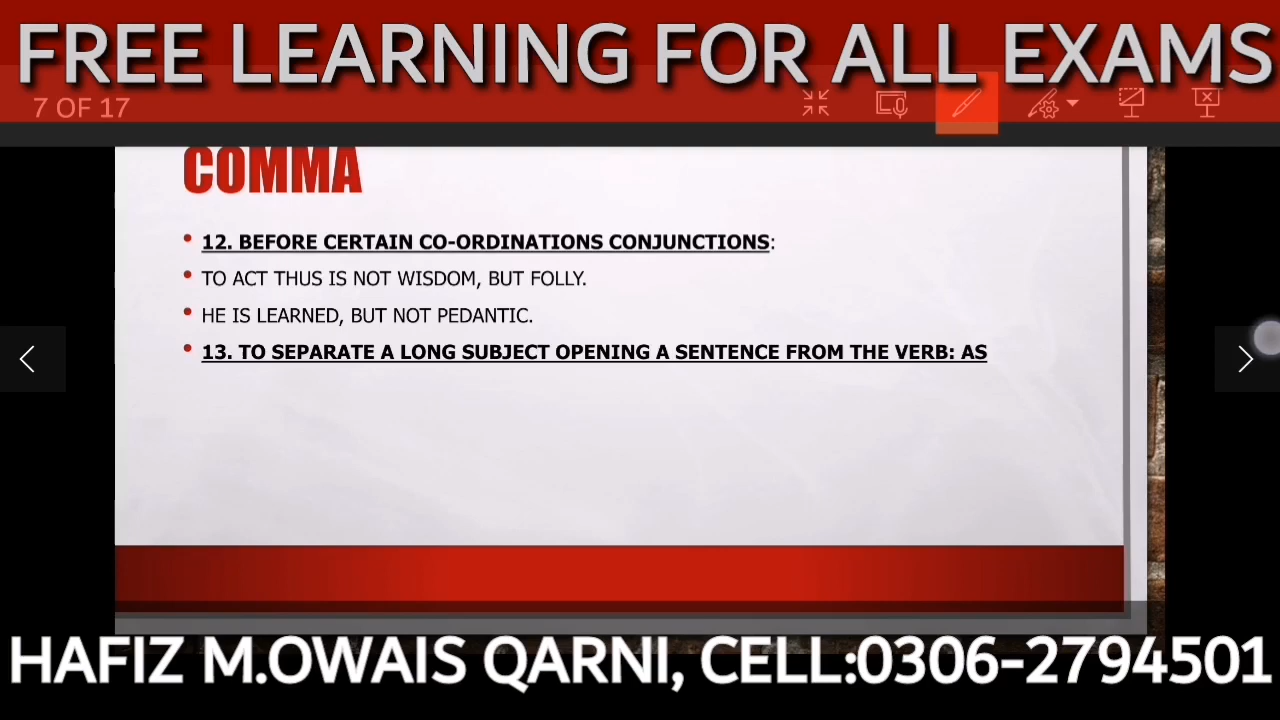 FREE LEARNING FOR ALL EXAMS
7 OF 17
COMMA
• 12. BEFORE CERTAIN CO-ORDINATIONS CONJUNCTIONS:
• TO ACT THUS IS NOT WISDOM, BUT FOLLY.
• HE IS LEARNED, BUT NOT PEDANTIC.
• 13. TO SEPARATE A LONG SUBJECT OPENING A SENTENCE FROM THE VERB: AS
HAFIZ M.OWAIS QARNI, CELL:0306-2794501